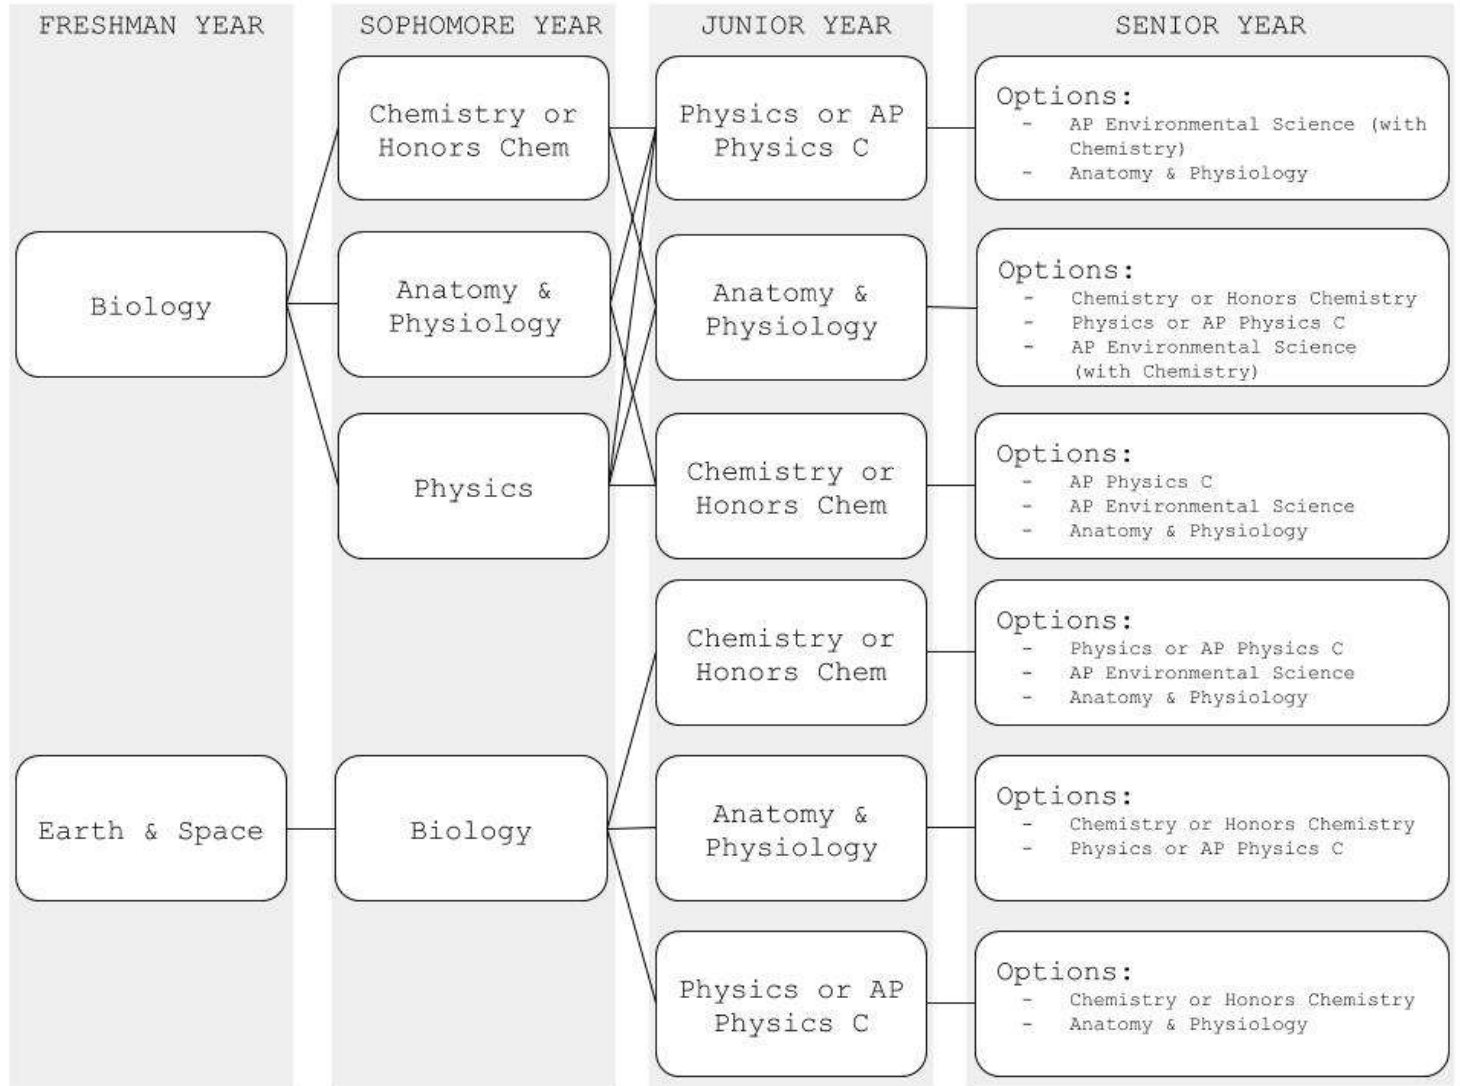 FRESHMAN YEAR
SOPHOMORE YEAR
JUNIOR YEAR
SENIOR YEAR
Biology
Chemistry or
Honors Chem
Anatomy &
Physiology
Physics
Physics or AP
Physics C
Anatomy &
Physiology
Chemistry or
Honors Chem
Options:
- AP Environmental Science (with
Chemistry)
- Anatomy & Physiology
Options:
- Chemistry or Honors Chemistry
- Physics or AP Physics C
- AP Environmental Science
(with Chemistry)
Options:
- AP Physics C
- AP Environmental Science
- Anatomy & Physiology
Earth & Space
Biology
Chemistry or
Honors Chem
Anatomy &
Physiology
Physics or AP
Physics C
Options:
- Physics or AP Physics C
- AP Environmental Science
- Anatomy & Physiology
Options:
- Chemistry or Honors Chemistry
- Physics or AP Physics C
Options:
- Chemistry or Honors Chemistry
- Anatomy & Physiology